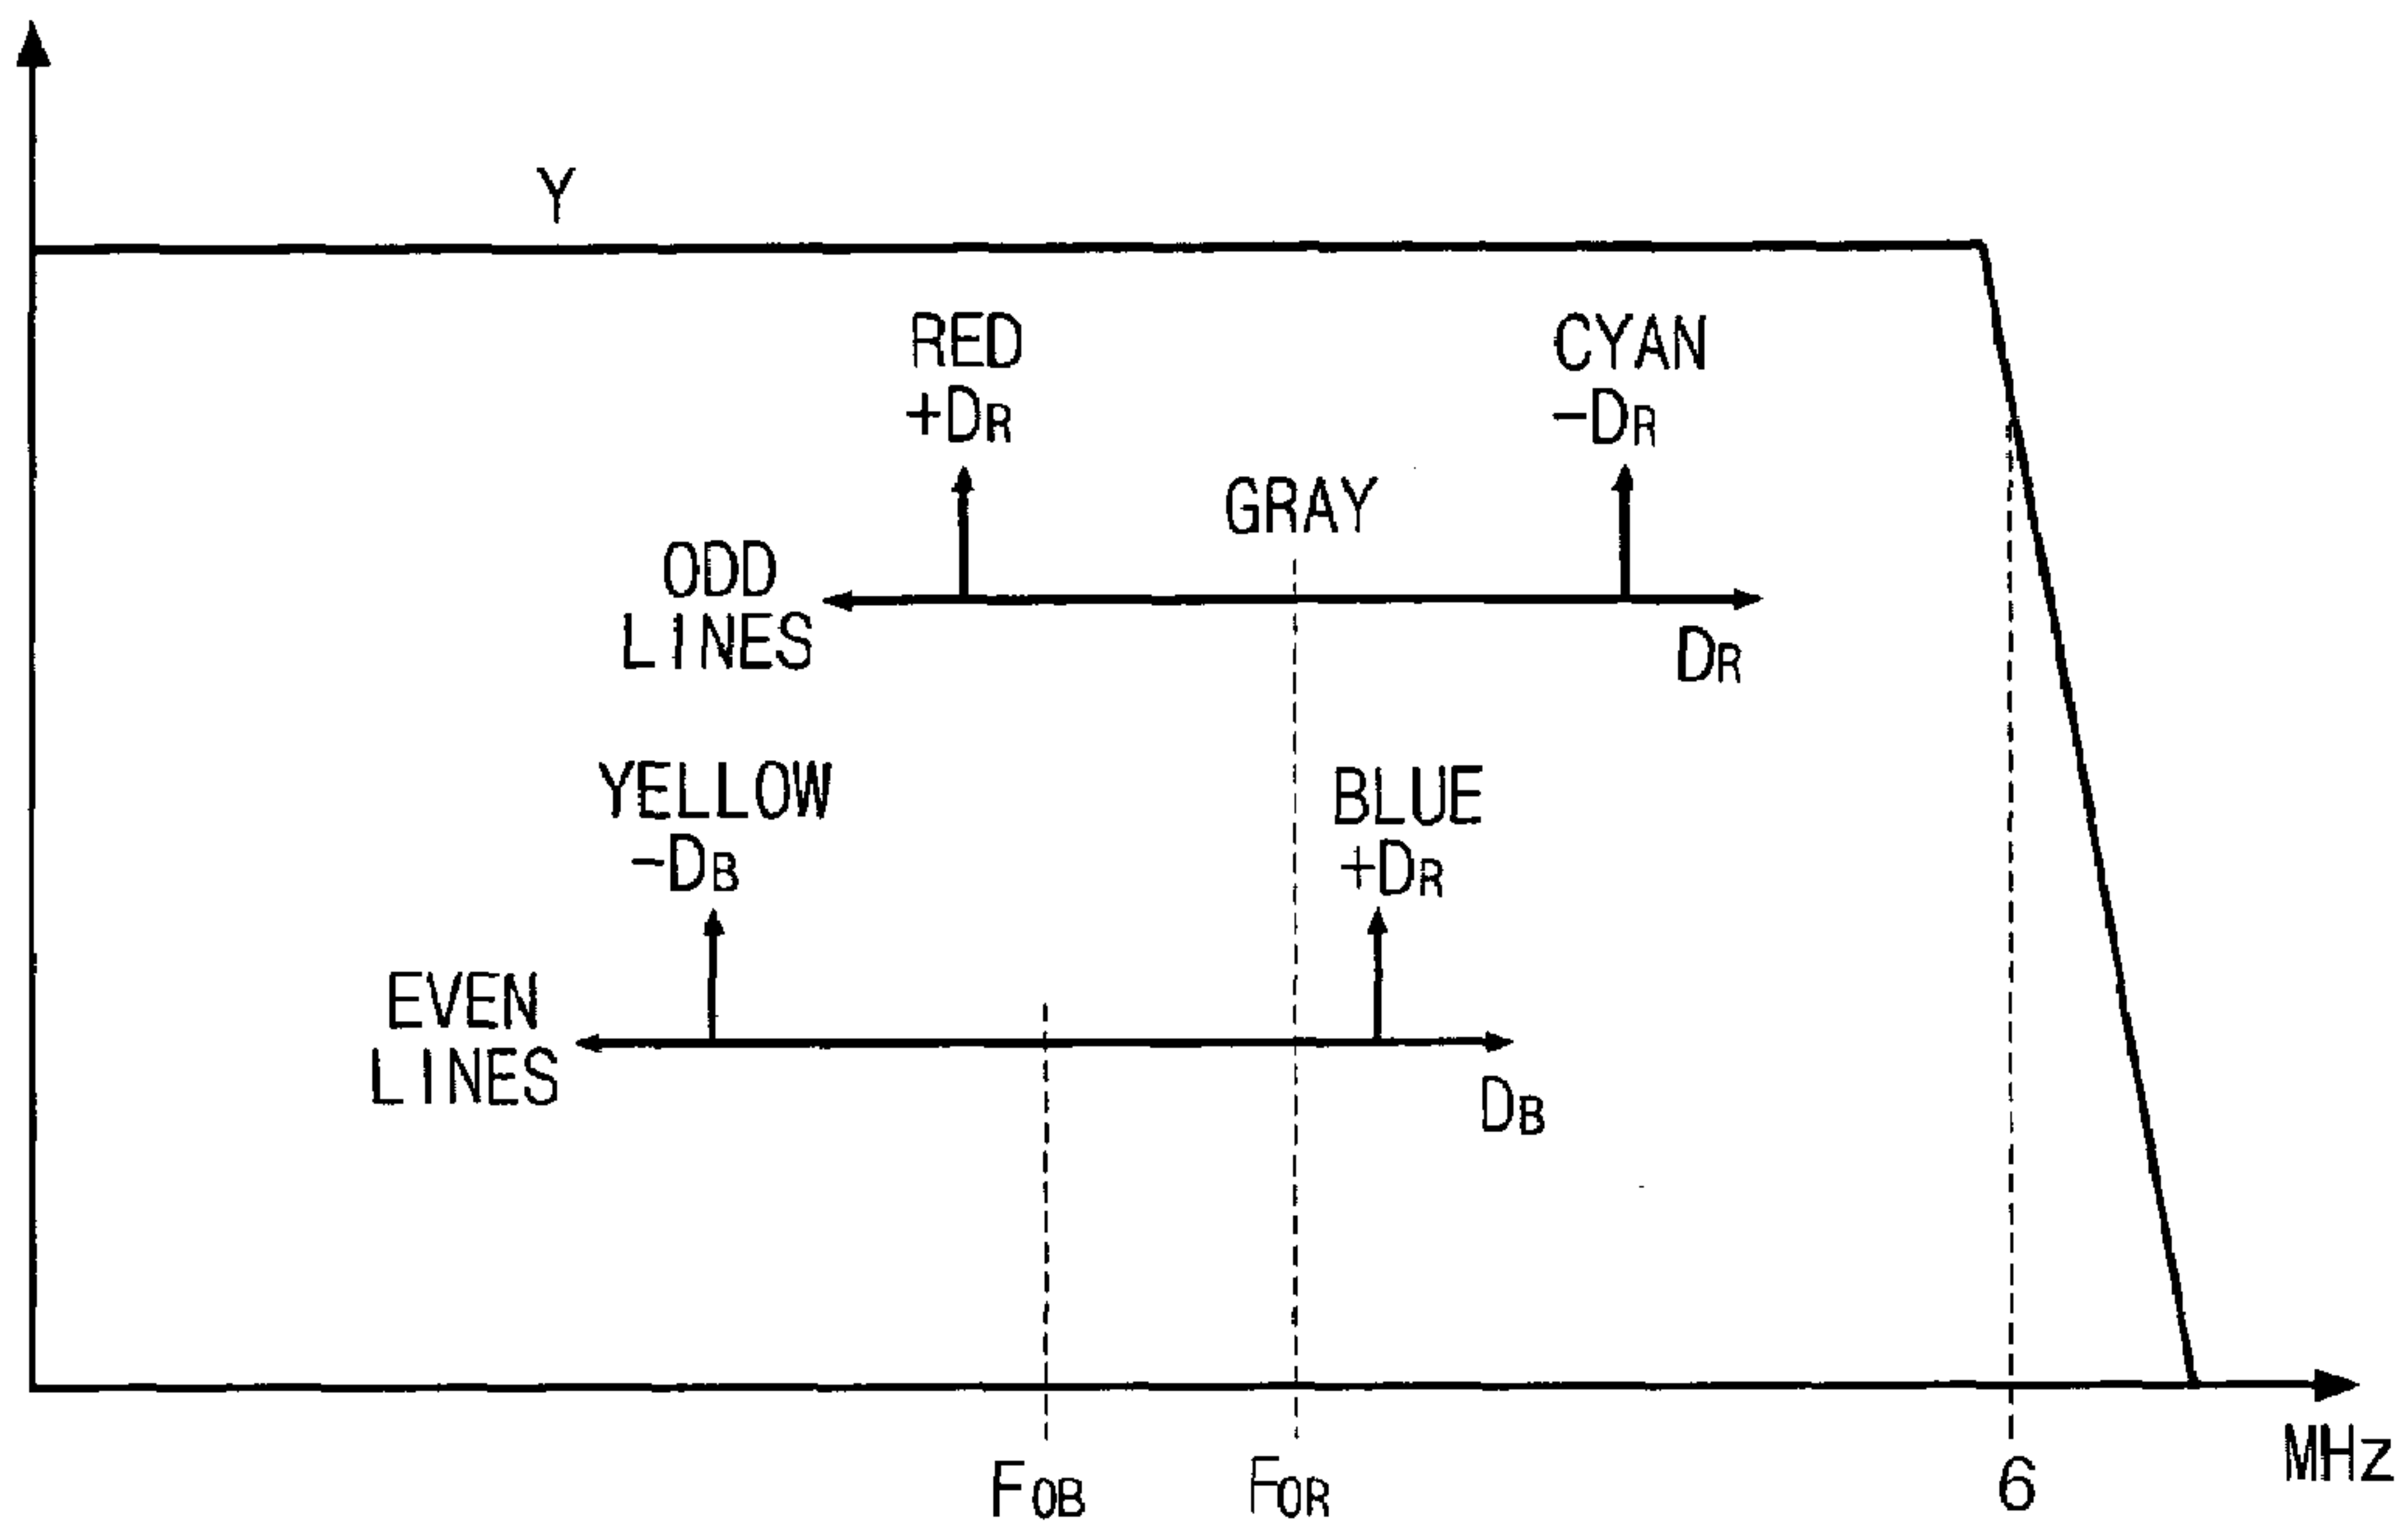 Y
RED
+DR
CYAN
-DR
GRAY
ODD
LINES
DR
YELLOW
-DB
BLUE
+DR
EVEN
LINES
DB
FOB
FOR
6
MHz